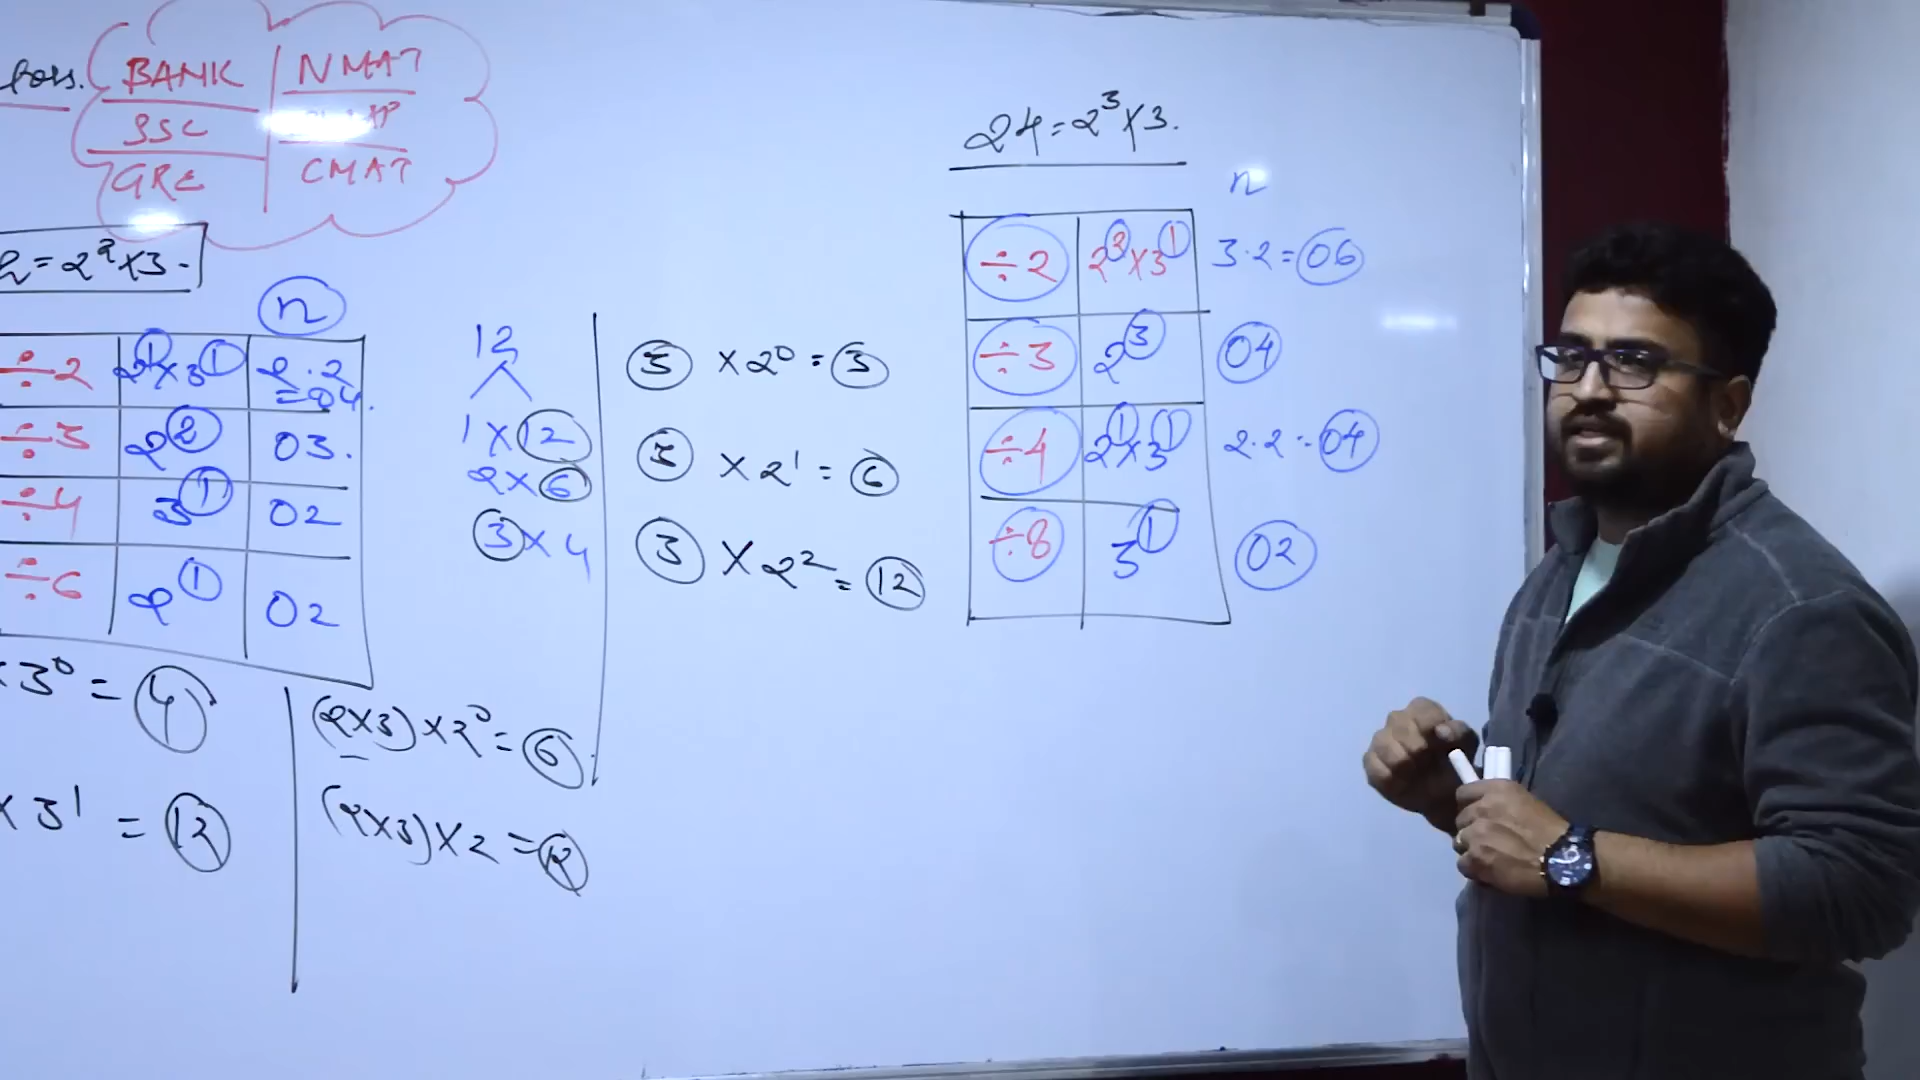 BANK | NMAT
SSC
GRE | CMAT
= 2² × 3.
n
÷2 | 2¹ × 3¹ | 2 . 2 = 04.
÷3 | 2² | 03.
÷4 | 3¹ | 02
÷6 | 2¹ | 02
× 3⁰ = 4
× 3¹ = 12
(2×3) × 2⁰ = 6
(2×3) × 2 = 12
12
1 × 12
2 × 6
3 × 4
3 × 2⁰ = 3
3 × 2¹ = 6
3 × 2² = 12
24 = 2³ × 3.
n
÷2 | 2² × 3¹ | 3 · 2 = 06
÷3 | 2³ | 04
÷4 | 2¹ × 3¹ | 2 · 2 = 04
÷8 | 3¹ | 02